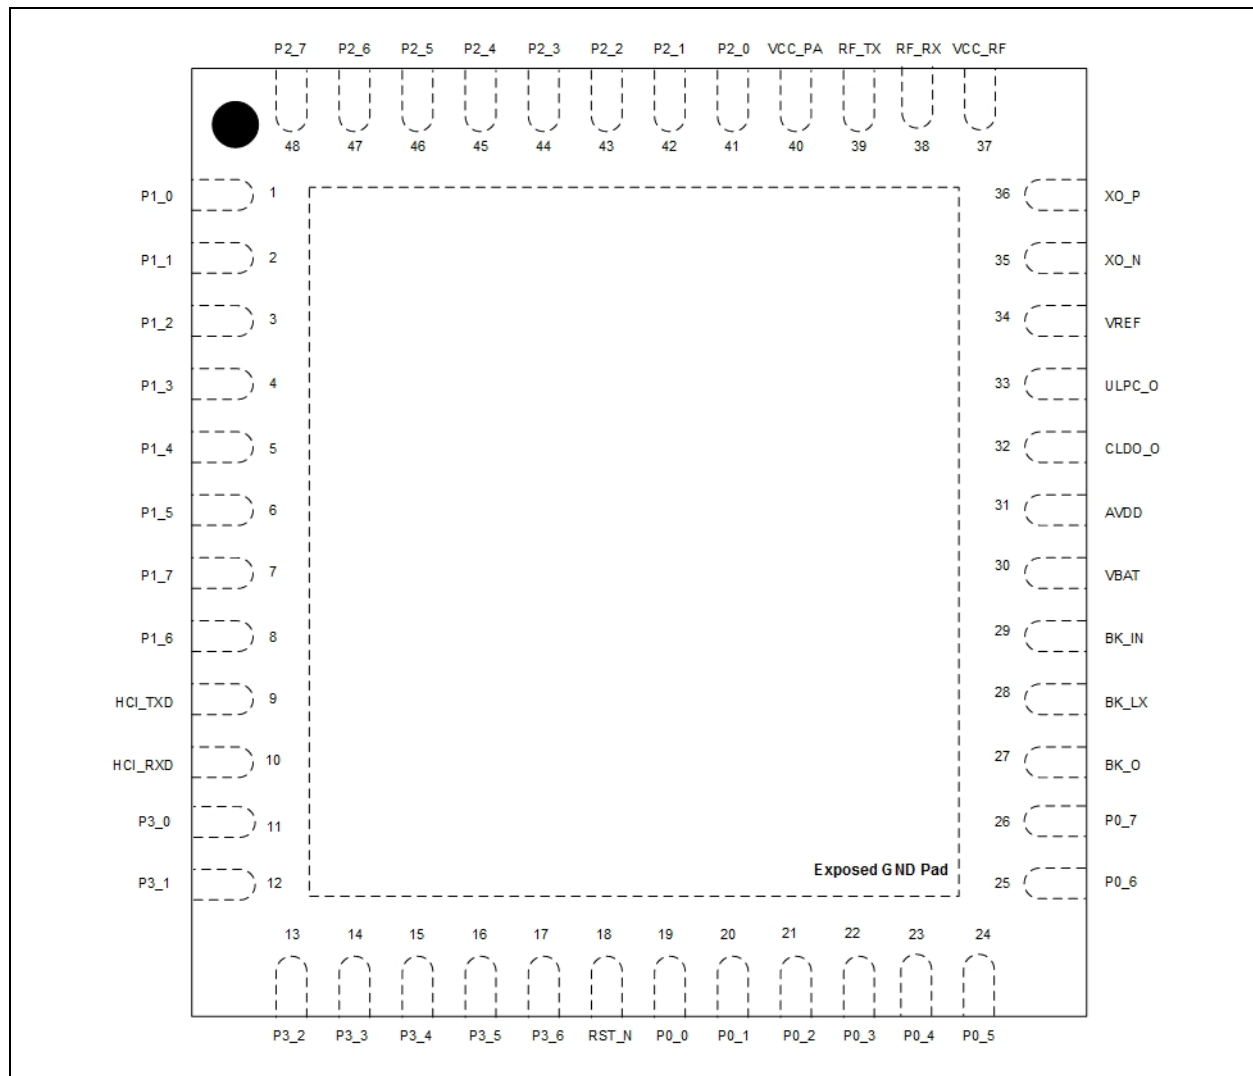 P2_7 P2_6 P2_5 P2_4 P2_3 P2_2 P2_1 P2_0 VCC_PA RF_TX RF_RX VCC_RF
48 47 46 45 44 43 42 41 40 39 38 37
P1_0 1 36 XO_P
P1_1 2 35 XO_N
P1_2 3 34 VREF
P1_3 4 33 ULPC_O
P1_4 5 32 CLDO_O
P1_5 6 31 AVDD
P1_7 7 30 VBAT
P1_6 8 29 BK_IN
HCI_TXD 9 28 BK_LX
HCI_RXD 10 27 BK_O
P3_0 11 26 P0_7
Exposed GND Pad
P3_1 12 25 P0_6
13 14 15 16 17 18 19 20 21 22 23 24
P3_2 P3_3 P3_4 P3_5 P3_6 RST_N P0_0 P0_1 P0_2 P0_3 P0_4 P0_5